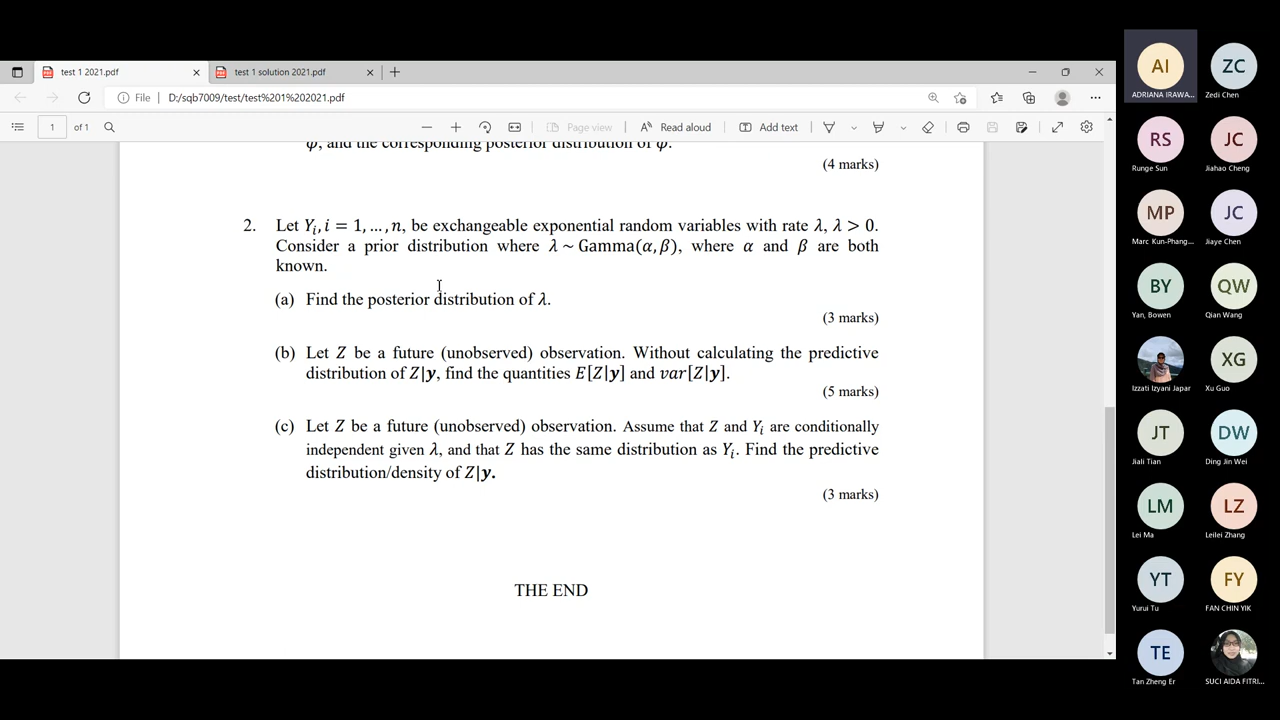 test 1 2021.pdf
test 1 solution 2021.pdf
File D:/sqb7009/test/test%201%202021.pdf
1 of 1
Page view
Read aloud
Add text
φ, and the corresponding posterior distribution of φ.
(4 marks)
2. Let Yᵢ, i = 1, …, n, be exchangeable exponential random variables with rate λ, λ > 0.
Consider a prior distribution where λ ~ Gamma(α, β), where α and β are both
known.
(a) Find the posterior distribution of λ.
(3 marks)
(b) Let Z be a future (unobserved) observation. Without calculating the predictive
distribution of Z|y, find the quantities E[Z|y] and var[Z|y].
(5 marks)
(c) Let Z be a future (unobserved) observation. Assume that Z and Yᵢ are conditionally
independent given λ, and that Z has the same distribution as Yᵢ. Find the predictive
distribution/density of Z|y.
(3 marks)
THE END
AI
ADRIANA IRAWA...
ZC
Zedi Chen
RS
Runge Sun
JC
Jiahao Cheng
MP
Marc Kun-Phang...
JC
Jiaye Chen
BY
Yan, Bowen
QW
Qian Wang
Izzati Izyani Japar
XG
Xu Guo
JT
Jiali Tian
DW
Ding Jin Wei
LM
Lei Ma
LZ
Leilei Zhang
YT
Yurui Tu
FY
FAN CHIN YIK
TE
Tan Zheng Er
SUCI AIDA FITRI...